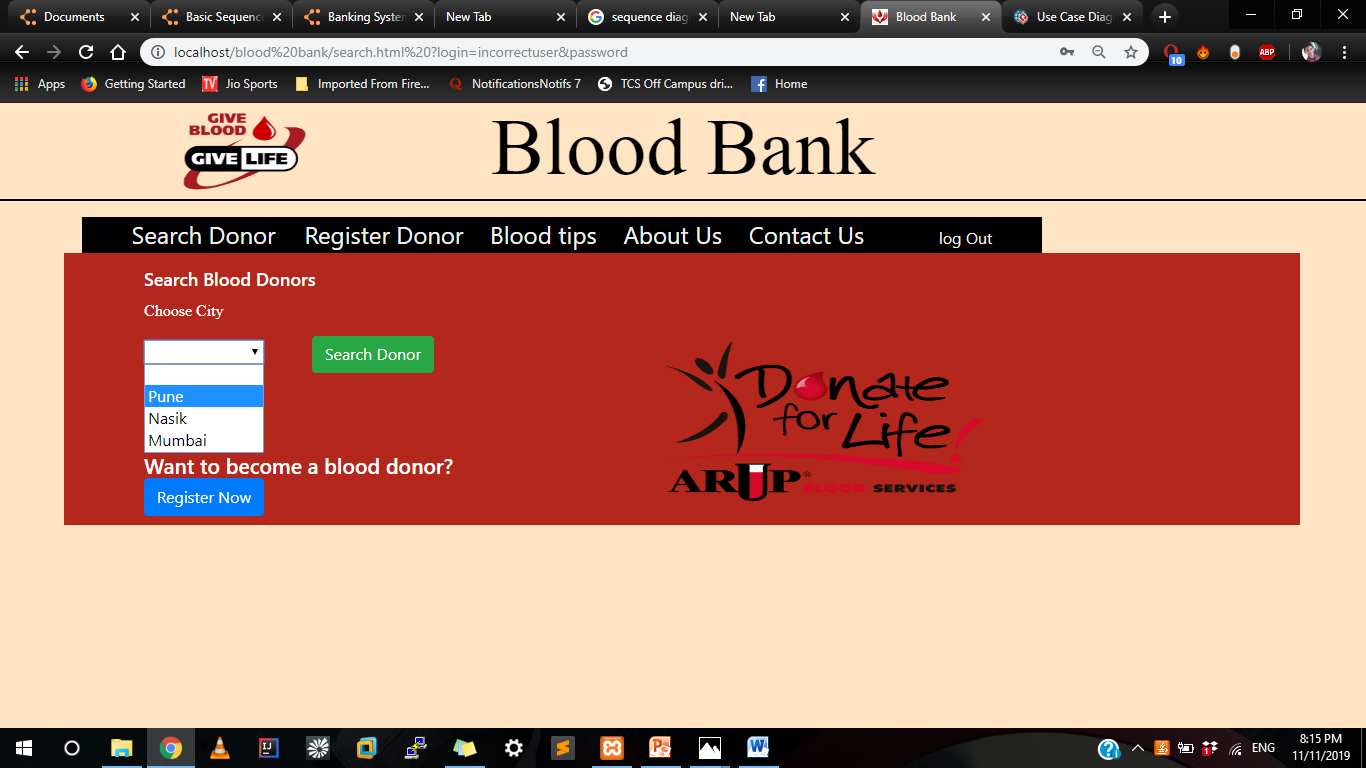 Documents
Basic Sequenc
Banking System
New Tab
sequence diag
New Tab
Blood Bank
Use Case Diag
localhost/blood%20bank/search.html%20?login=incorrectuser&password
10
ABP
Apps
Getting Started
TV
Jio Sports
Imported From Fire...
NotificationsNotifs 7
TCS Off Campus dri...
Home
GIVE
BLOOD
GIVE LIFE
Blood Bank
Search Donor
Register Donor
Blood tips
About Us
Contact Us
log Out
Search Blood Donors
Choose City
Search Donor
Pune
Nasik
Mumbai
Want to become a blood donor?
Register Now
Donate
for Life!
ARUP®
BLOOD SERVICES
ENG
8:15 PM
11/11/2019